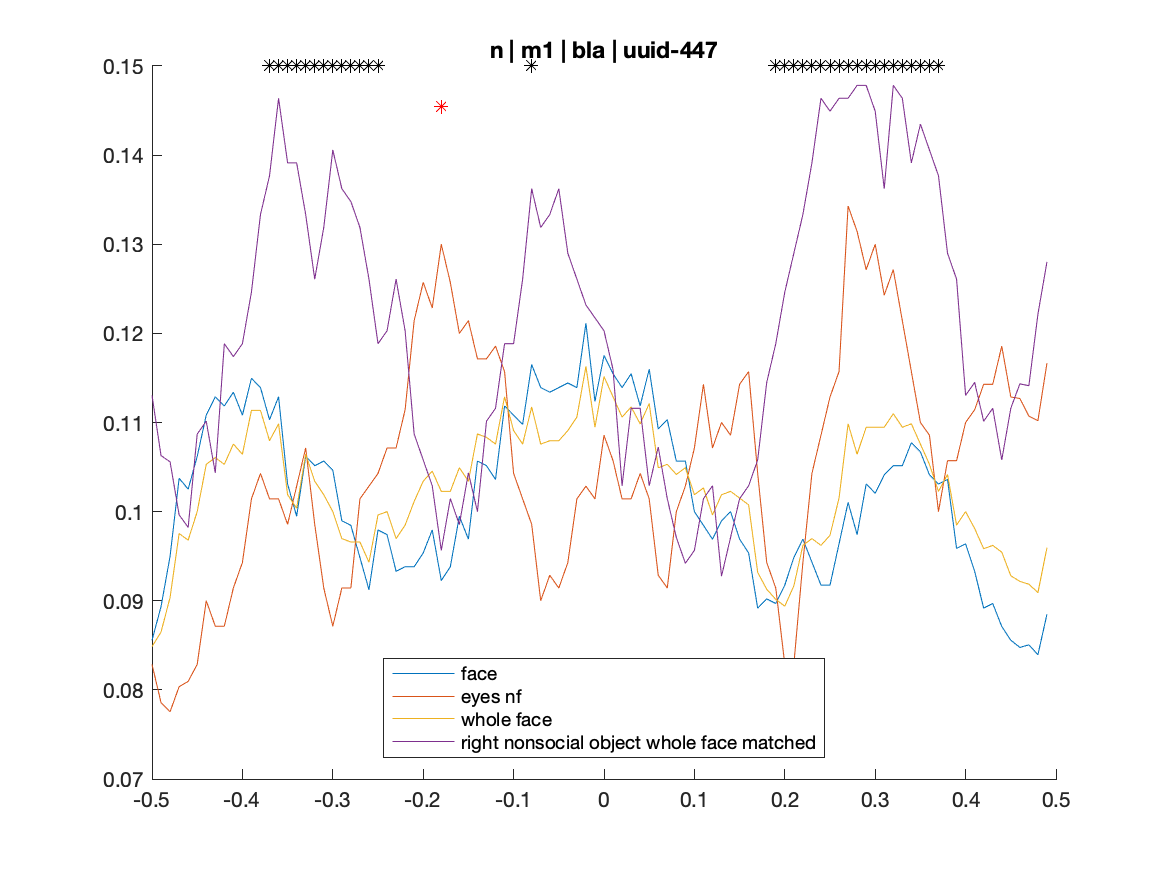 n | m1 | bla | uuid-447
0.15
0.14
0.13
0.12
0.11
0.1
0.09
0.08
0.07
face
eyes nf
whole face
right nonsocial object whole face matched
-0.5 -0.4 -0.3 -0.2 -0.1 0 0.1 0.2 0.3 0.4 0.5